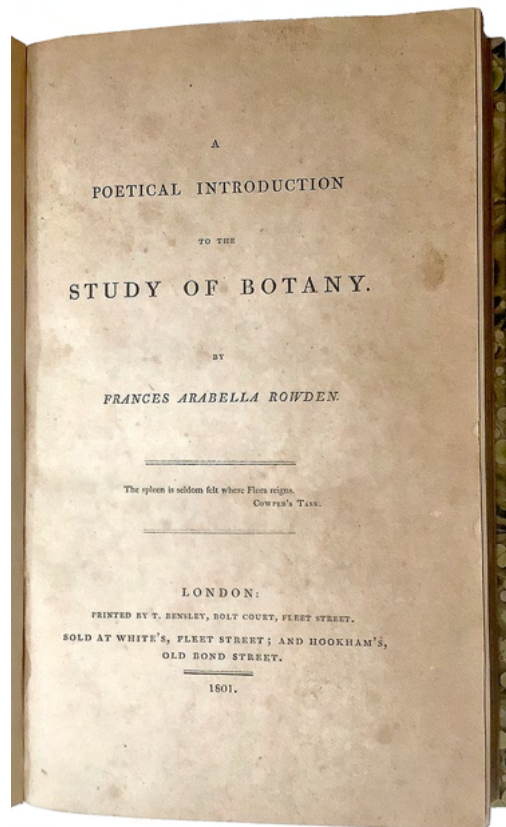 A
POETICAL INTRODUCTION
TO THE
STUDY OF BOTANY.
BY
FRANCES ARABELLA ROWDEN.
The spleen is seldom felt where Flora reigns.
COWPER'S TASK.
LONDON:
PRINTED BY T. BENSLEY, BOLT COURT, FLEET STREET.
SOLD AT WHITE'S, FLEET STREET; AND HOOKHAM'S,
OLD BOND STREET.
1801.